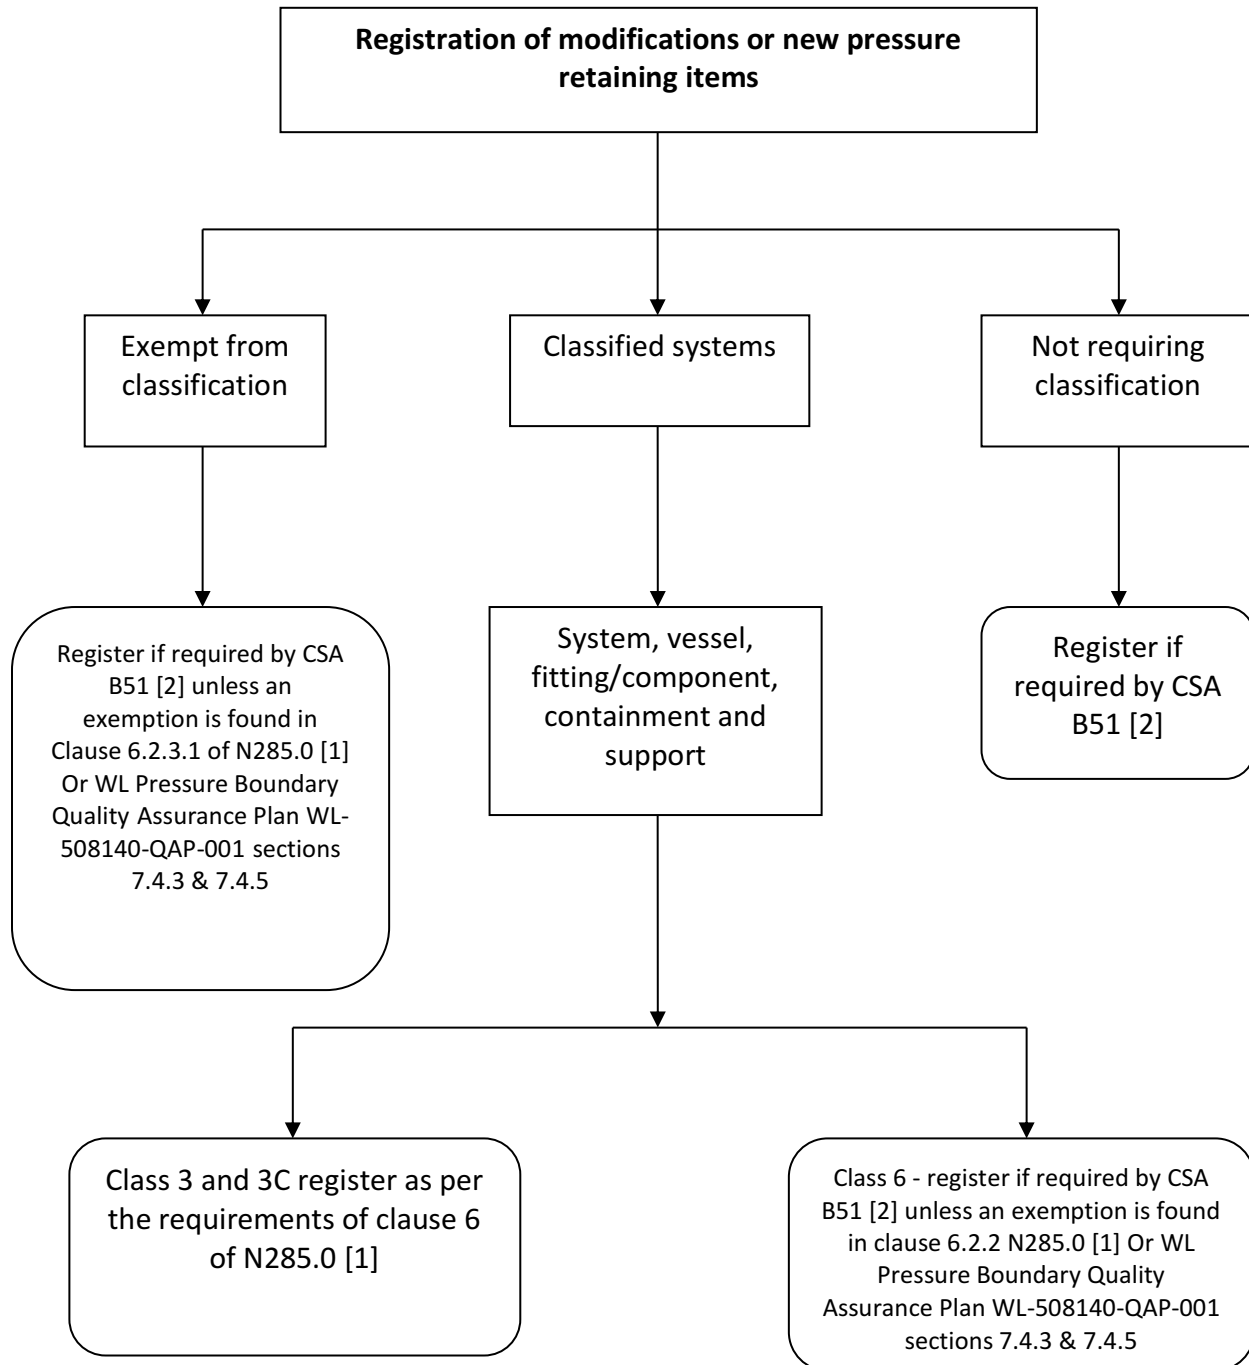 Registration of modifications or new pressure
retaining items
Exempt from
classification
Classified systems
Not requiring
classification
Register if required by CSA
B51 [2] unless an
exemption is found in
Clause 6.2.3.1 of N285.0 [1]
Or WL Pressure Boundary
Quality Assurance Plan WL-
508140-QAP-001 sections
7.4.3 & 7.4.5
System, vessel,
fitting/component,
containment and
support
Register if
required by CSA
B51 [2]
Class 3 and 3C register as per
the requirements of clause 6
of N285.0 [1]
Class 6 - register if required by CSA
B51 [2] unless an exemption is found
in clause 6.2.2 N285.0 [1] Or WL
Pressure Boundary Quality
Assurance Plan WL-508140-QAP-001
sections 7.4.3 & 7.4.5